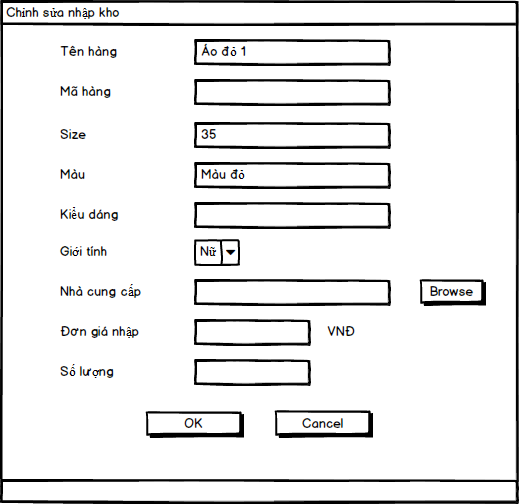 Chỉnh sửa nhập kho
Tên hàng Áo đỏ 1
Mã hàng
Size 35
Màu Màu đỏ
Kiểu dáng
Giới tính Nữ
Nhà cung cấp Browse
Đơn giá nhập VNĐ
Số lượng
OK Cancel